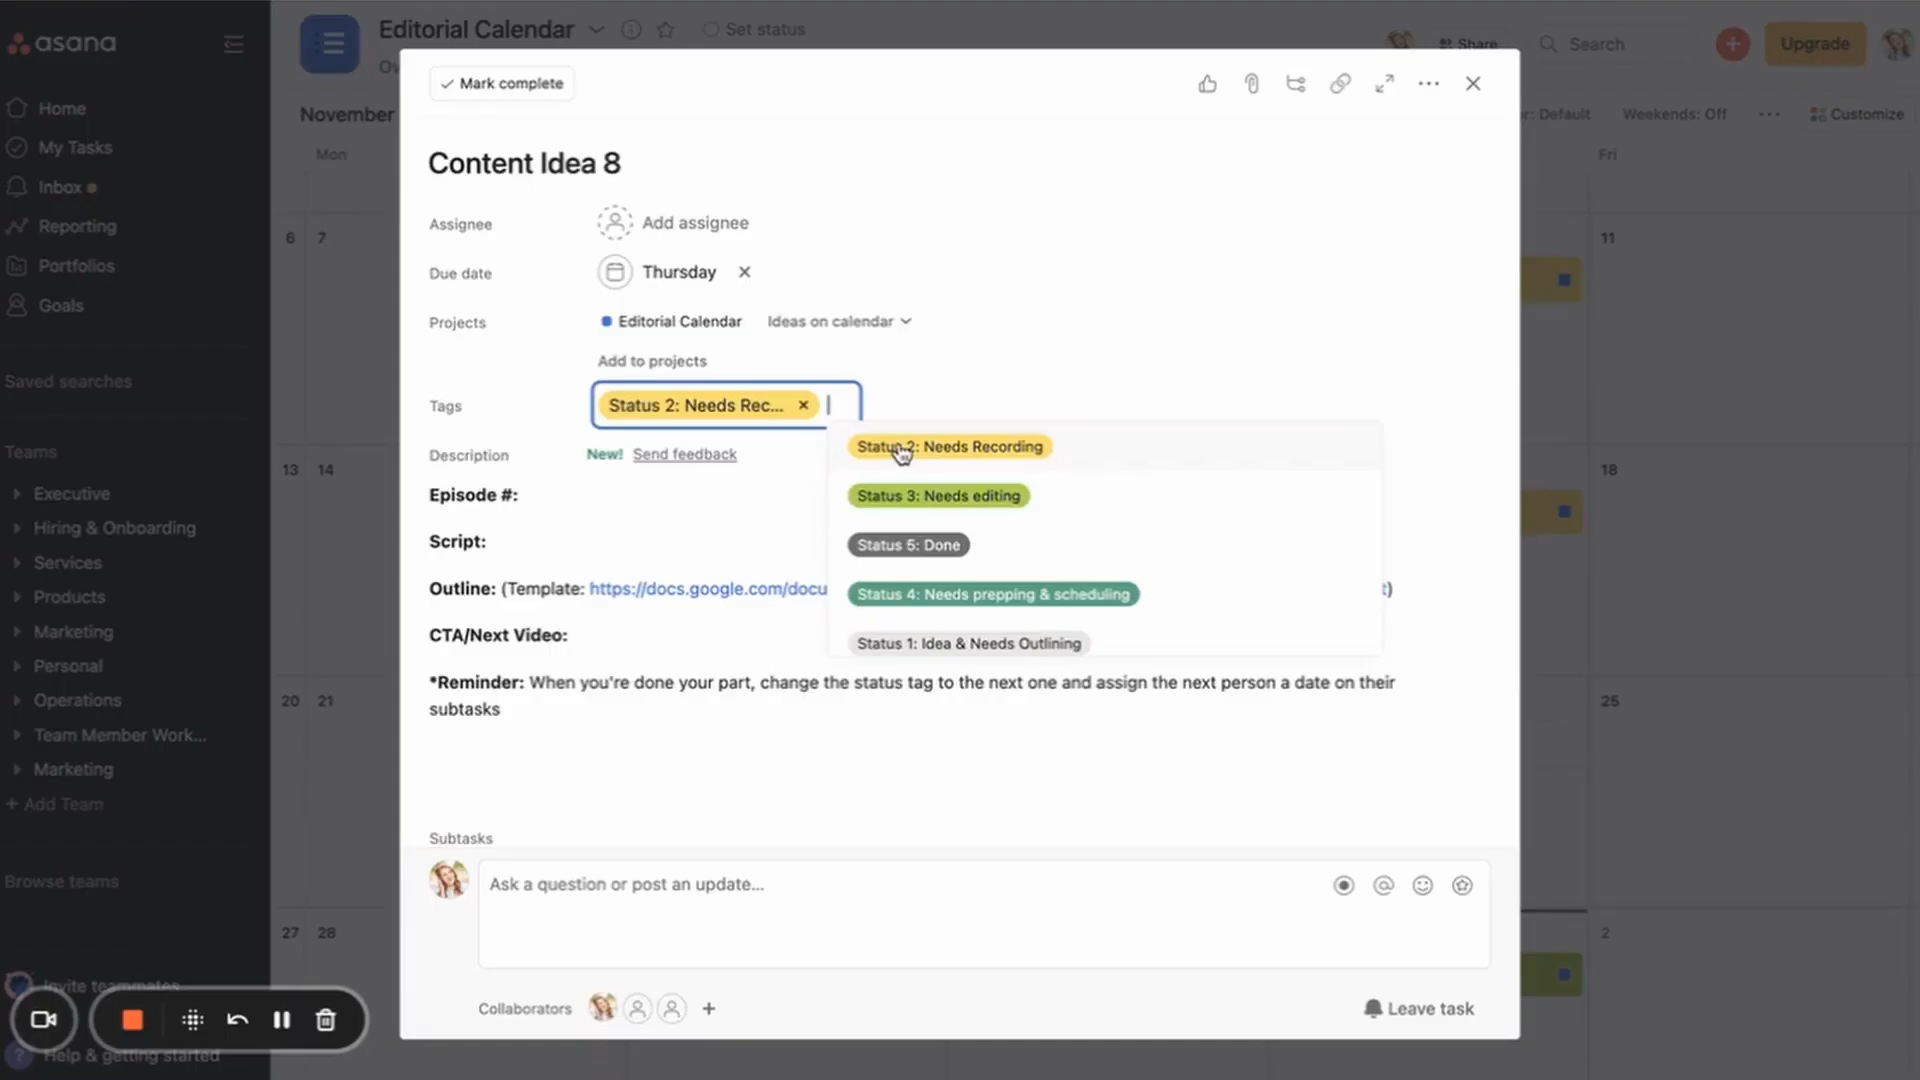 asana
Home
My Tasks
Inbox
Reporting
Portfolios
Goals
Saved searches
Teams
Executive
Hiring & Onboarding
Services
Products
Marketing
Personal
Operations
Team Member Work...
Marketing
+ Add Team
Browse teams
Invite teammates
? Help & getting started
Editorial Calendar
Set status
Share
Search
Upgrade
November
Default
Weekends: Off
Customize
Mon
Fri
6 7
11
13 14
18
20 21
25
27 28
2
Mark complete
Content Idea 8
Assignee
Add assignee
Due date
Thursday
Projects
Editorial Calendar
Ideas on calendar
Add to projects
Tags
Status 2: Needs Rec...
Status 2: Needs Recording
Status 3: Needs editing
Status 5: Done
Status 4: Needs prepping & scheduling
Status 1: Idea & Needs Outlining
Description
New! Send feedback
Episode #:
Script:
Outline: (Template: https://docs.google.com/docu
t)
CTA/Next Video:
*Reminder: When you're done your part, change the status tag to the next one and assign the next person a date on their
subtasks
Subtasks
Ask a question or post an update...
Collaborators
Leave task